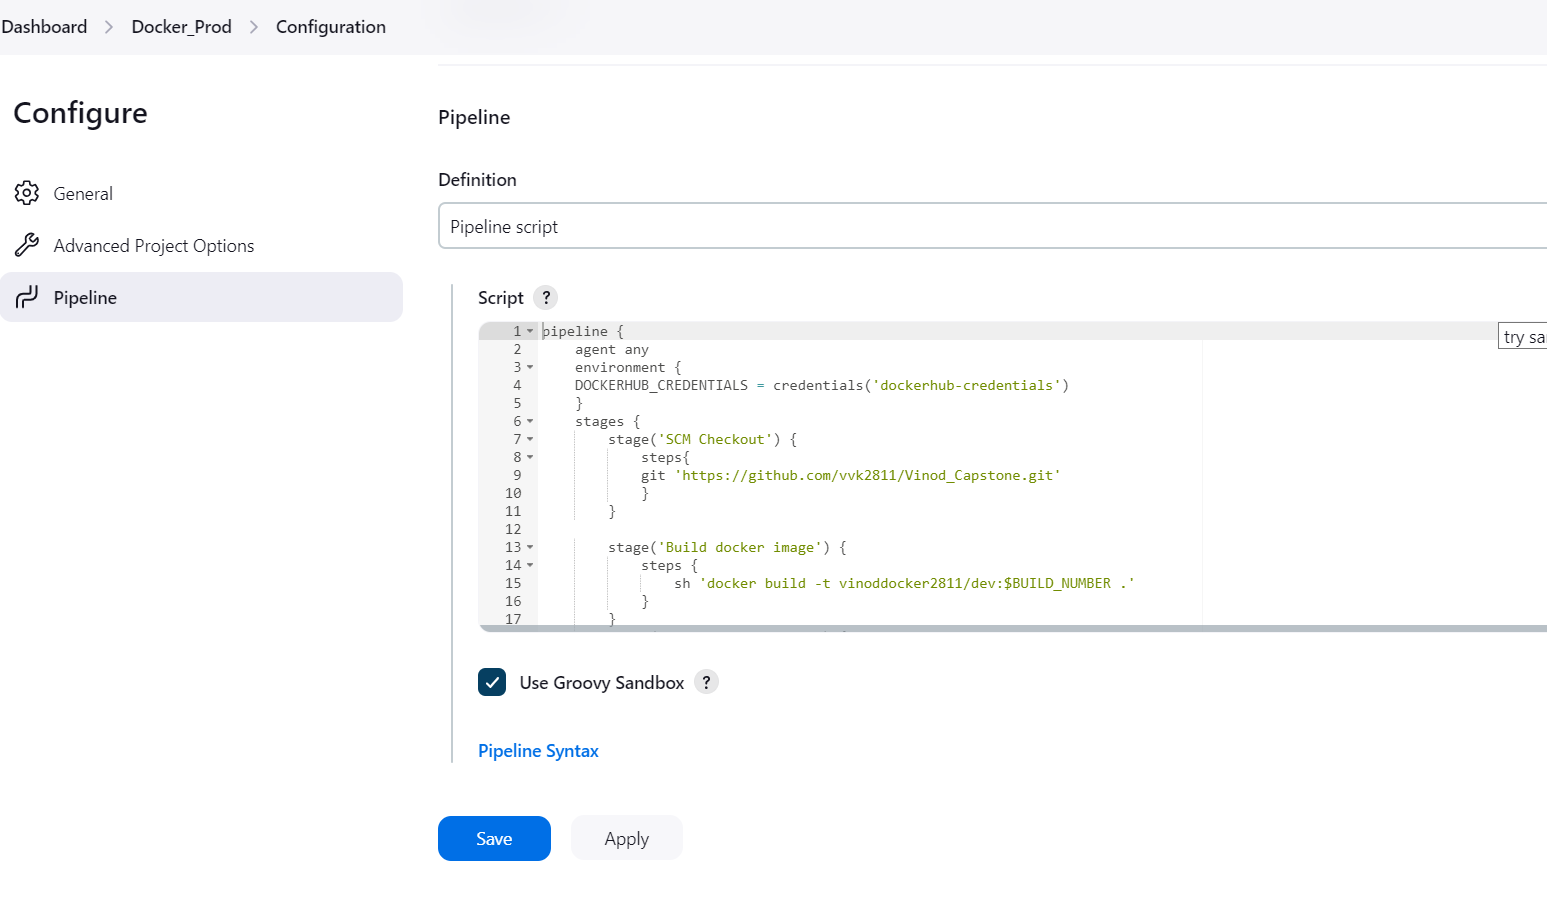 Dashboard > Docker_Prod > Configuration
Configure
General
Advanced Project Options
Pipeline
Pipeline
Definition
Pipeline script
Script ?
1 pipeline {
2 agent any
3 environment {
4 DOCKERHUB_CREDENTIALS = credentials('dockerhub-credentials')
5 }
6 stages {
7 stage('SCM Checkout') {
8 steps{
9 git 'https://github.com/vvk2811/Vinod_Capstone.git'
10 }
11 }
12
13 stage('Build docker image') {
14 steps {
15 sh 'docker build -t vinoddocker2811/dev:$BUILD_NUMBER .'
16 }
17 }
try sa
Use Groovy Sandbox ?
Pipeline Syntax
Save
Apply